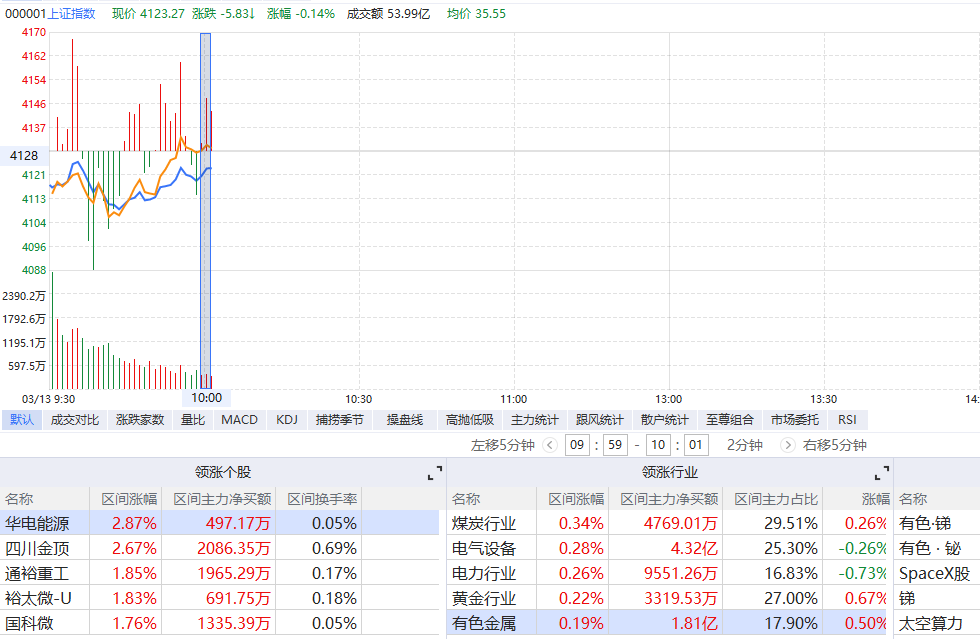 000001上证指数 现价 4123.27 涨跌 -5.83↓ 涨幅 -0.14% 成交额 53.99亿 均价 35.55
4170
4162
4154
4146
4137
4128
4121
4113
4104
4096
4088
2390.2万
1792.6万
1195.1万
597.5万
03/13 9:30 10:00 10:30 11:00 13:00 13:30 14:
默认 成交对比 涨跌家数 量比 MACD KDJ 捕捞季节 操盘线 高抛低吸 主力统计 跟风统计 散户统计 至尊组合 市场委托 RSI
左移5分钟 < 09 : 59 - 10 : 01 2分钟 > 右移5分钟
领涨个股 领涨行业
名称 区间涨幅 区间主力净买额 区间换手率 名称 区间涨幅 区间主力净买额 区间主力占比 涨幅 名称
华电能源 2.87% 497.17万 0.05% 煤炭行业 0.34% 4769.01万 29.51% 0.26% 有色·锑
四川金顶 2.67% 2086.35万 0.69% 电气设备 0.28% 4.32亿 25.30% -0.26% 有色 · 铋
通裕重工 1.85% 1965.29万 0.17% 电力行业 0.26% 9551.26万 16.83% -0.73% SpaceX股
裕太微-U 1.83% 691.75万 0.18% 黄金行业 0.22% 3319.53万 27.00% 0.67% 锑
国科微 1.76% 1335.39万 0.05% 有色金属 0.19% 1.81亿 17.90% 0.50% 太空算力